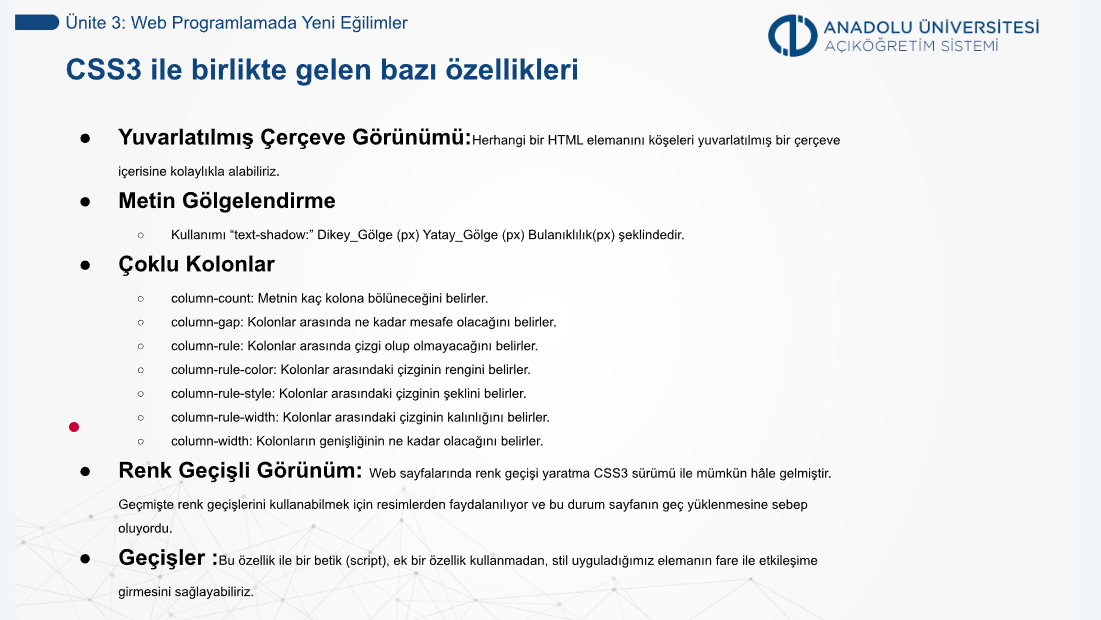 Ünite 3: Web Programlamada Yeni Eğilimler
ANADOLU ÜNİVERSİTESİ
AÇIKÖĞRETİM SİSTEMİ
CSS3 ile birlikte gelen bazı özellikleri
● Yuvarlatılmış Çerçeve Görünümü:Herhangi bir HTML elemanını köşeleri yuvarlatılmış bir çerçeve
içerisine kolaylıkla alabiliriz.
● Metin Gölgelendirme
○ Kullanımı “text-shadow:” Dikey_Gölge (px) Yatay_Gölge (px) Bulanıklılık(px) şeklindedir.
● Çoklu Kolonlar
○ column-count: Metnin kaç kolona bölüneceğini belirler.
○ column-gap: Kolonlar arasında ne kadar mesafe olacağını belirler.
○ column-rule: Kolonlar arasında çizgi olup olmayacağını belirler.
○ column-rule-color: Kolonlar arasındaki çizginin rengini belirler.
○ column-rule-style: Kolonlar arasındaki çizginin şeklini belirler.
○ column-rule-width: Kolonlar arasındaki çizginin kalınlığını belirler.
○ column-width: Kolonların genişliğinin ne kadar olacağını belirler.
● Renk Geçişli Görünüm: Web sayfalarında renk geçişi yaratma CSS3 sürümü ile mümkün hâle gelmiştir.
Geçmişte renk geçişlerini kullanabilmek için resimlerden faydalanılıyor ve bu durum sayfanın geç yüklenmesine sebep
oluyordu.
● Geçişler :Bu özellik ile bir betik (script), ek bir özellik kullanmadan, stil uyguladığımız elemanın fare ile etkileşime
girmesini sağlayabiliriz.